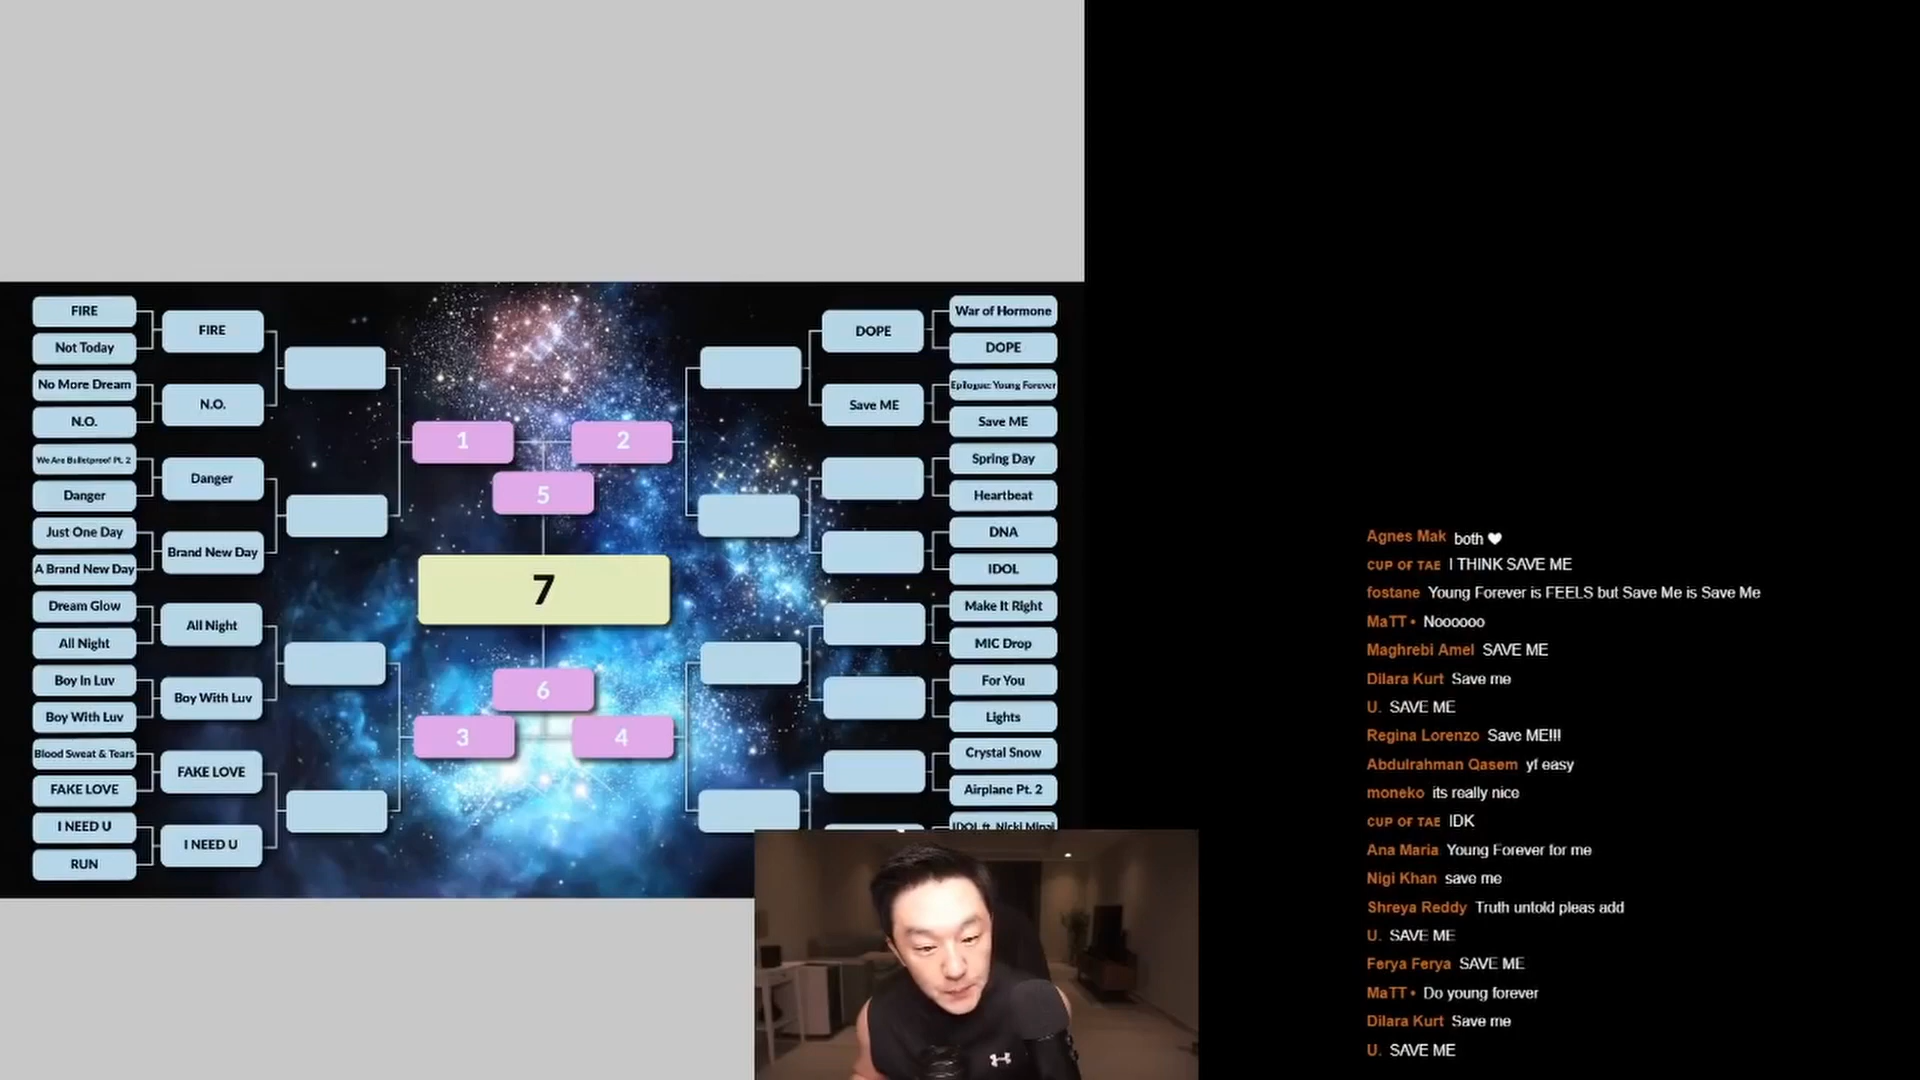 FIRE
Not Today
No More Dream
N.O.
We Are Bulletproof Pt. 2
Danger
Just One Day
A Brand New Day
Dream Glow
All Night
Boy In Luv
Boy With Luv
Blood Sweat & Tears
FAKE LOVE
I NEED U
RUN
FIRE
N.O.
Danger
Brand New Day
All Night
Boy With Luv
FAKE LOVE
I NEED U
1
2
5
7
6
3
4
DOPE
Save ME
War of Hormone
DOPE
Epilogue: Young Forever
Save ME
Spring Day
Heartbeat
DNA
IDOL
Make It Right
MIC Drop
For You
Lights
Crystal Snow
Airplane Pt. 2
IDOL ft. Nicki Minaj
Agnes Mak both ♥
CUP OF TAE I THINK SAVE ME
fostane Young Forever is FEELS but Save Me is Save Me
MaTT • Noooooo
Maghrebi Amel SAVE ME
Dilara Kurt Save me
U. SAVE ME
Regina Lorenzo Save ME!!!
Abdulrahman Qasem yf easy
moneko its really nice
CUP OF TAE IDK
Ana Maria Young Forever for me
Nigi Khan save me
Shreya Reddy Truth untold pleas add
U. SAVE ME
Ferya Ferya SAVE ME
MaTT • Do young forever
Dilara Kurt Save me
U. SAVE ME